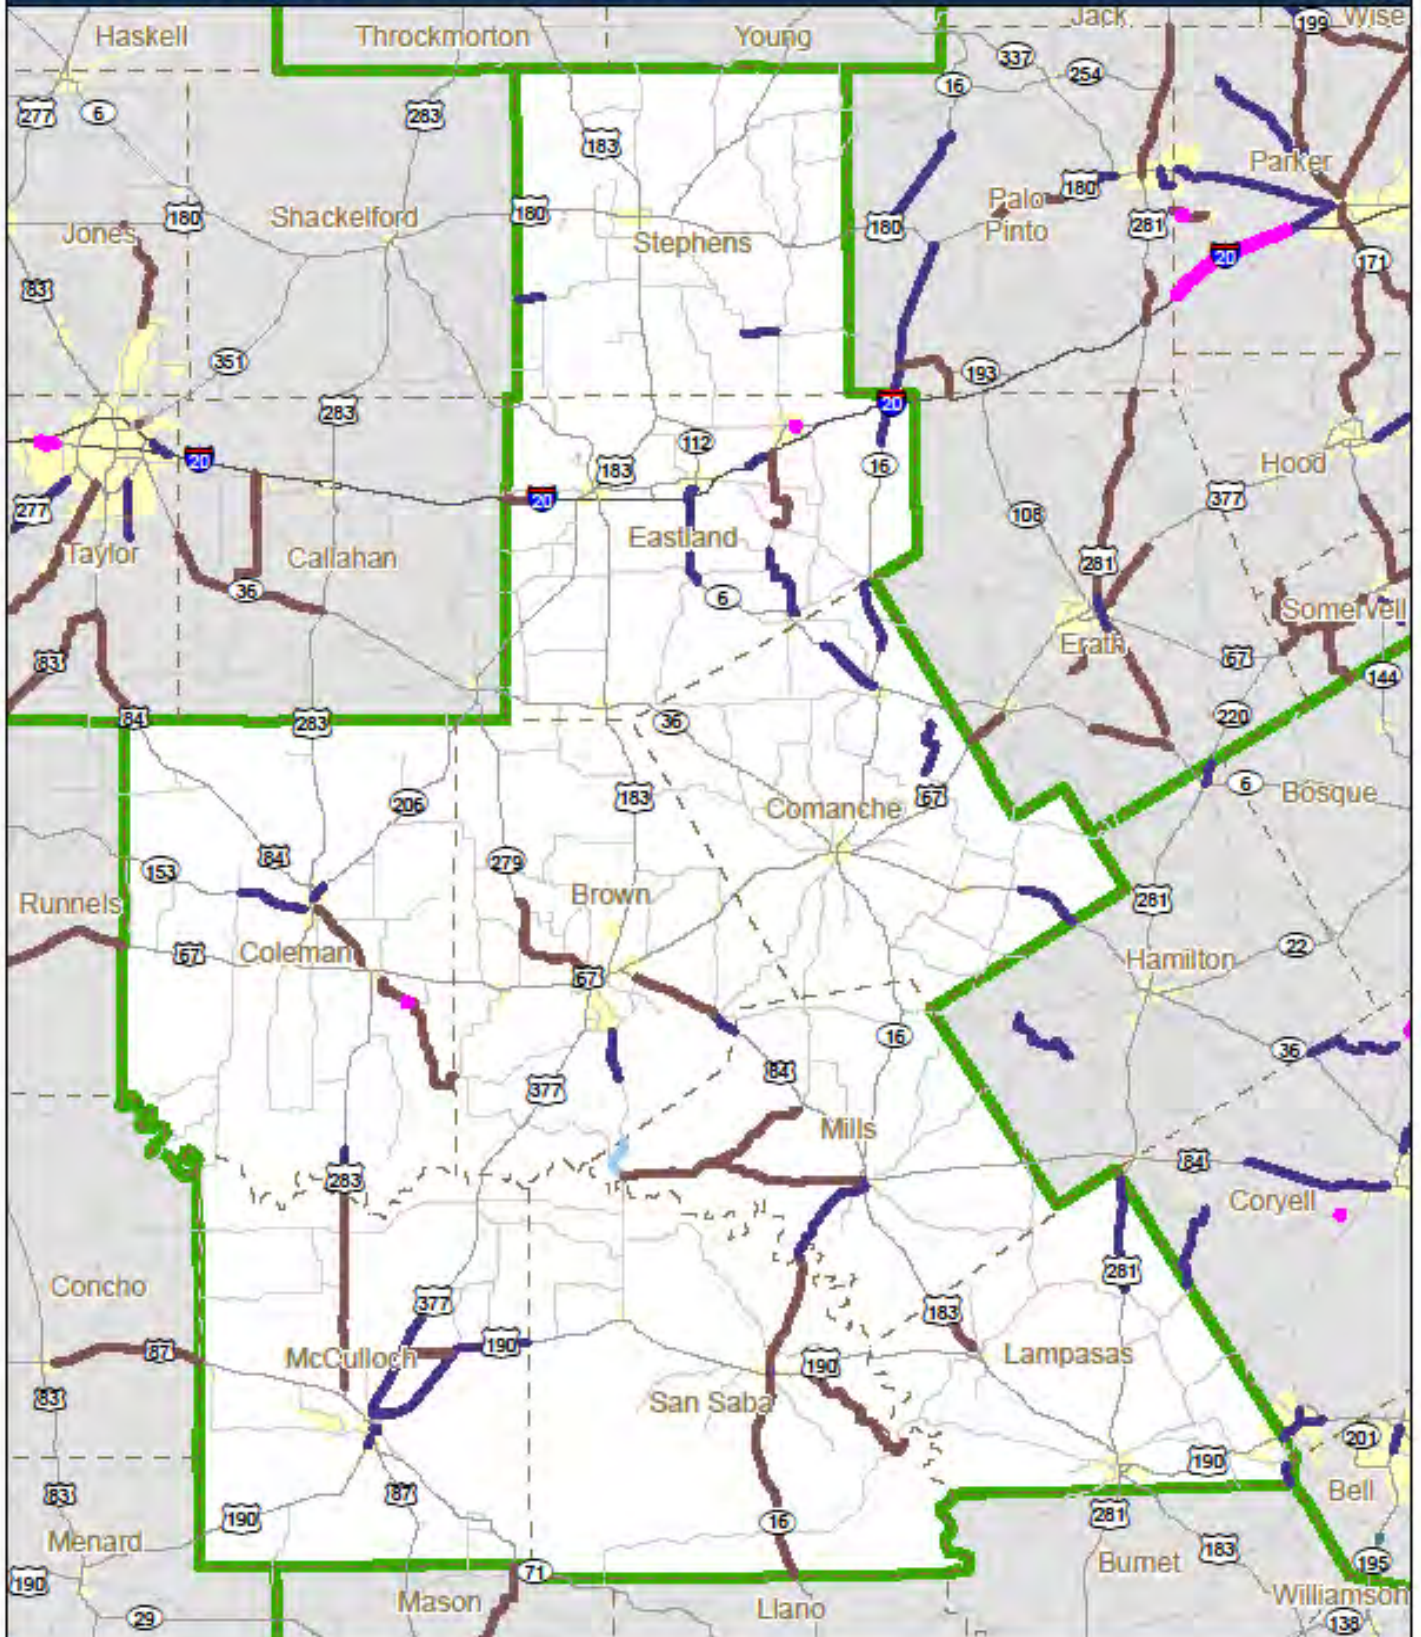 Haskell
Throckmorton
Young
Jack
199
Wise
337
254
16
277
6
283
183
Parker
180
Palo
Pinto
180
Shackelford
180
Stephens
180
281
Jones
20
171
83
351
193
283
20
112
183
16
Hood
20
277
20
377
108
Eastland
Taylor
Callahan
281
36
6
Somervell
Erath
67
83
144
84
283
36
220
6
Bosque
206
183
67
Comanche
84
279
153
Brown
281
Runnels
67
Coleman
67
22
Hamilton
16
36
377
84
Mills
84
283
Coryell
281
Concho
377
183
87
McCulloch
190
190
Lampasas
83
San Saba
201
190
83
87
Bell
190
16
281
Menard
183
195
190
71
Burnet
Mason
Llano
Williamson
29
138